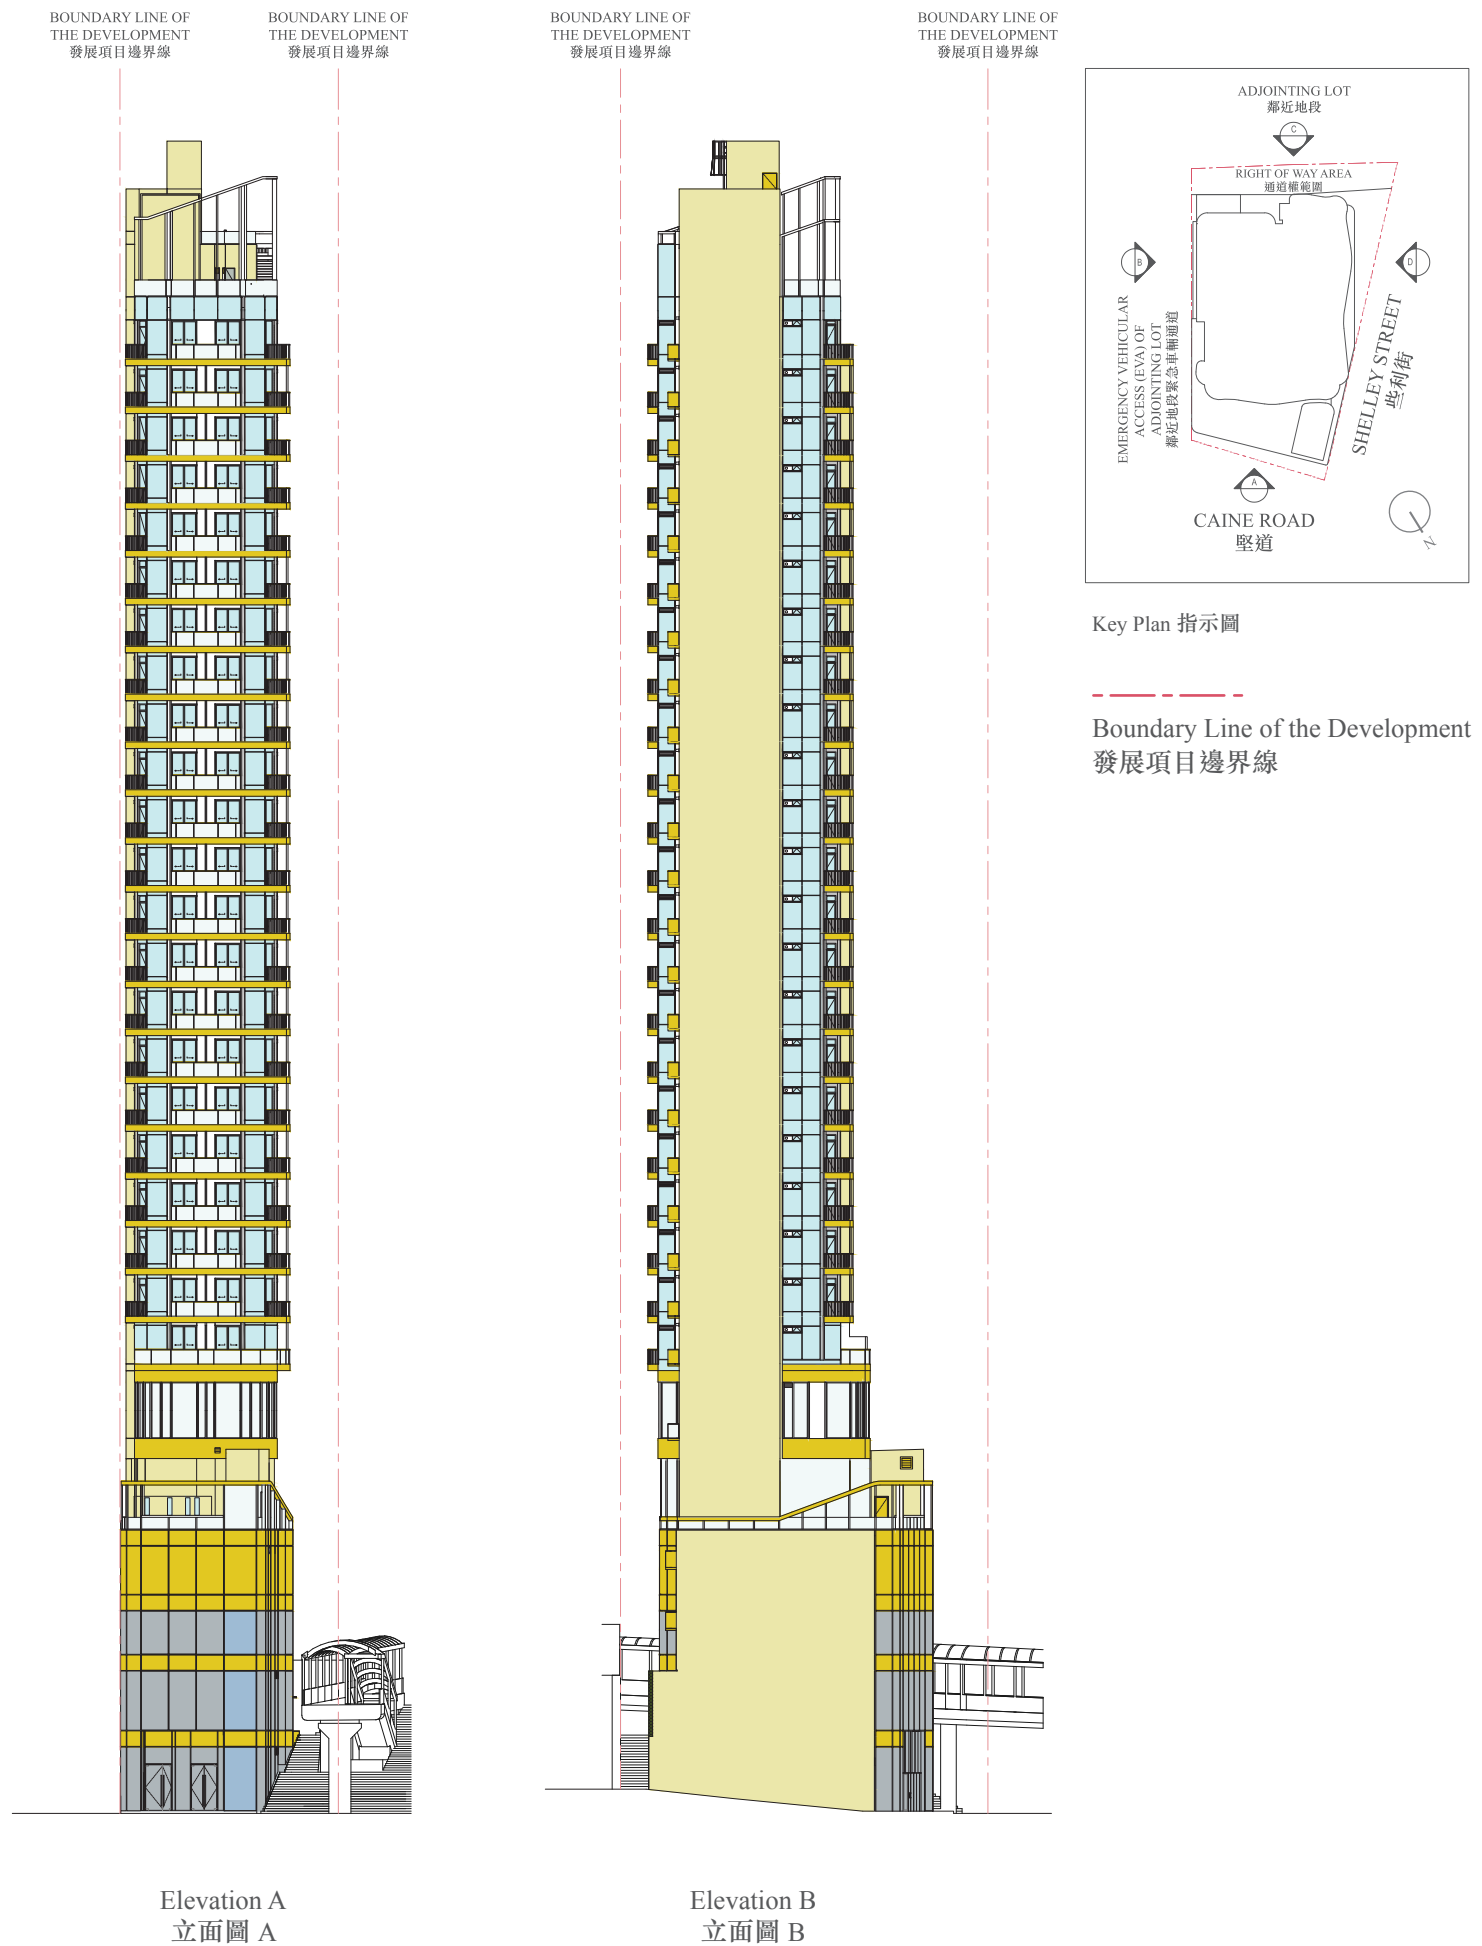 BOUNDARY LINE OF
THE DEVELOPMENT
發展項目邊界線
BOUNDARY LINE OF
THE DEVELOPMENT
發展項目邊界線
BOUNDARY LINE OF
THE DEVELOPMENT
發展項目邊界線
BOUNDARY LINE OF
THE DEVELOPMENT
發展項目邊界線
ADJOINTING LOT
鄰近地段
C
RIGHT OF WAY AREA
通道權範圍
B
D
EMERGENCY VEHICULAR
ACCESS (EVA) OF
ADJOINTING LOT
鄰近地段緊急車輛通道
SHELLEY STREET
些利街
A
CAINE ROAD
堅道
N
Key Plan 指示圖
Boundary Line of the Development
發展項目邊界線
Elevation A
立面圖 A
Elevation B
立面圖 B